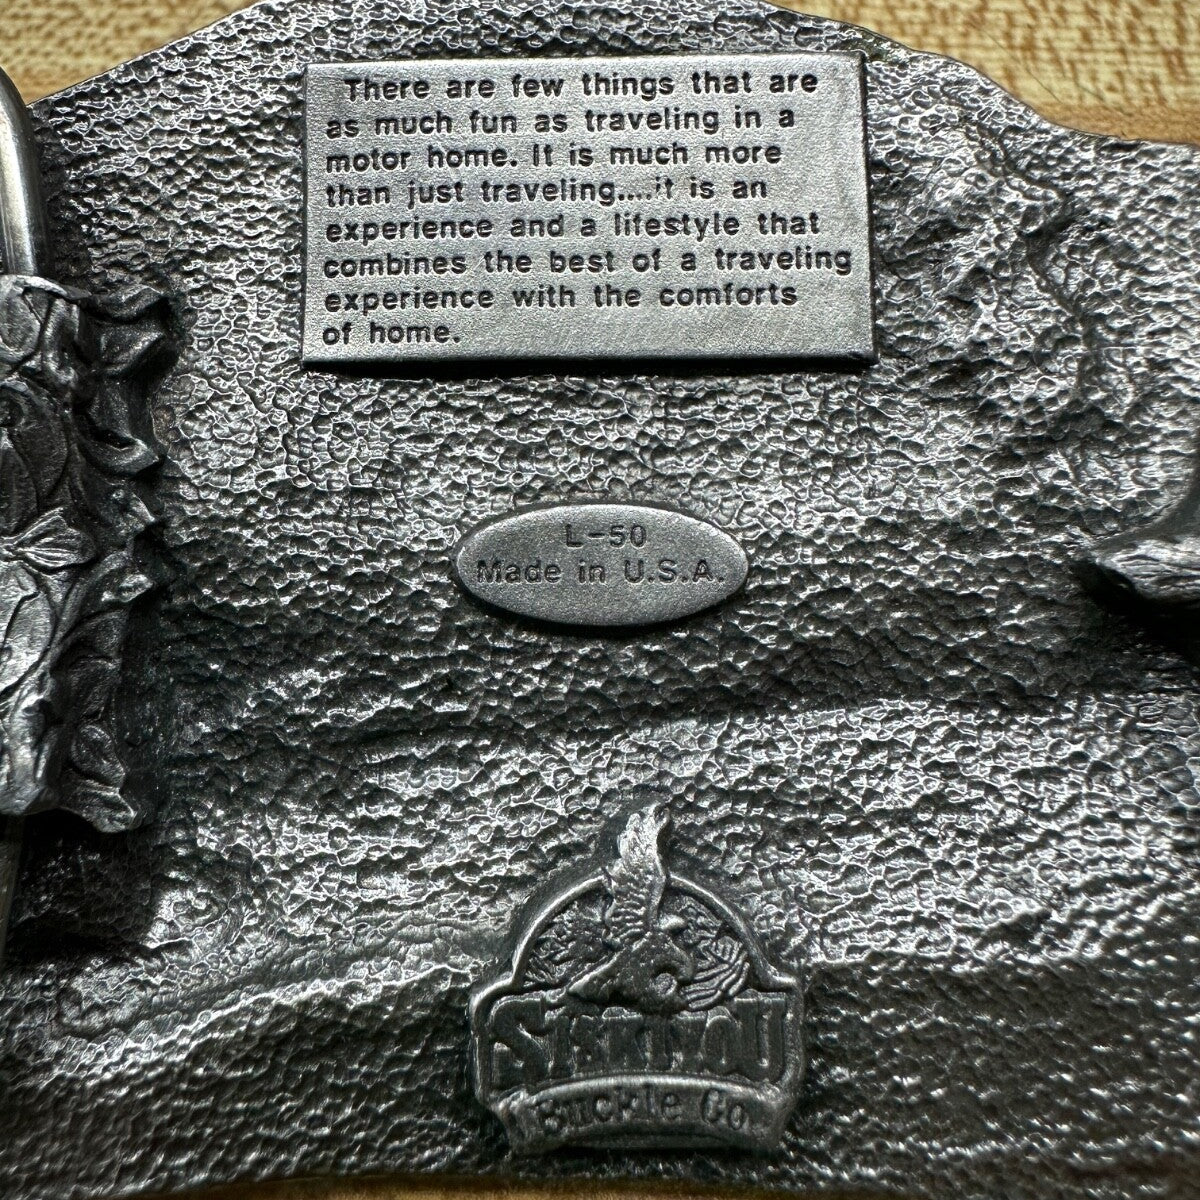 There are few things that are
as much fun as traveling in a
motor home. It is much more
than just traveling....it is an
experience and a lifestyle that
combines the best of a traveling
experience with the comforts
of home.
L-50
Made in U.S.A.
SISKIYOU
Buckle Co